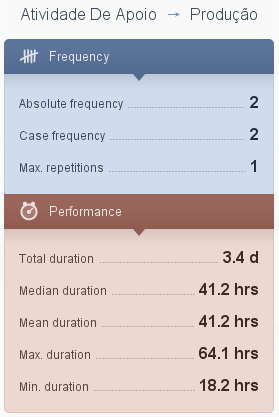 Atividade De Apoio → Produção
Frequency
Absolute frequency 2
Case frequency 2
Max. repetitions 1
Performance
Total duration 3.4 d
Median duration 41.2 hrs
Mean duration 41.2 hrs
Max. duration 64.1 hrs
Min. duration 18.2 hrs